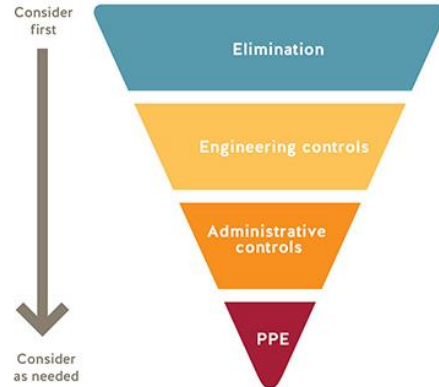 Consider
first
Elimination
Engineering controls
Administrative
controls
PPE
Consider
as needed